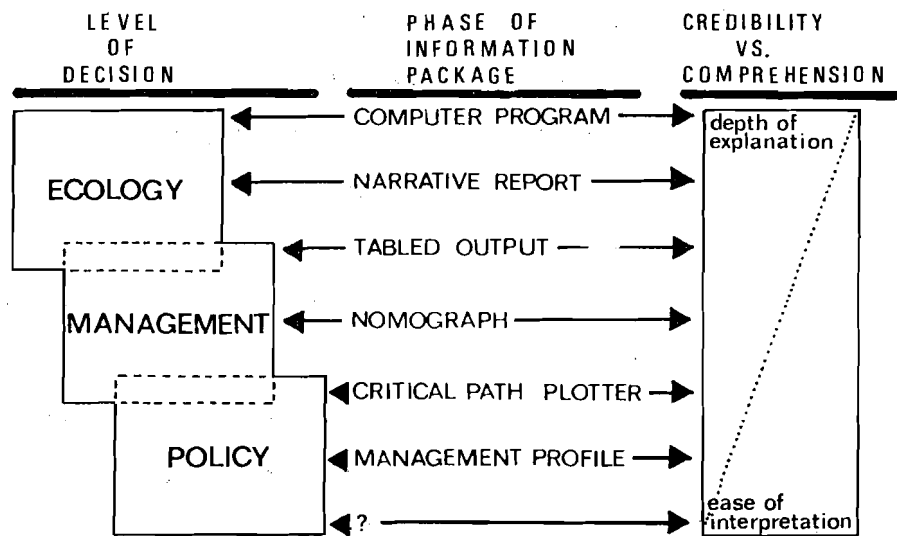 LEVEL
OF
DECISION
PHASE OF
INFORMATION
PACKAGE
CREDIBILITY
VS.
COMPREHENSION
COMPUTER PROGRAM
depth of
explanation
ECOLOGY
NARRATIVE REPORT
TABLED OUTPUT
MANAGEMENT
NOMOGRAPH
CRITICAL PATH PLOTTER
POLICY
MANAGEMENT PROFILE
?
ease of
interpretation